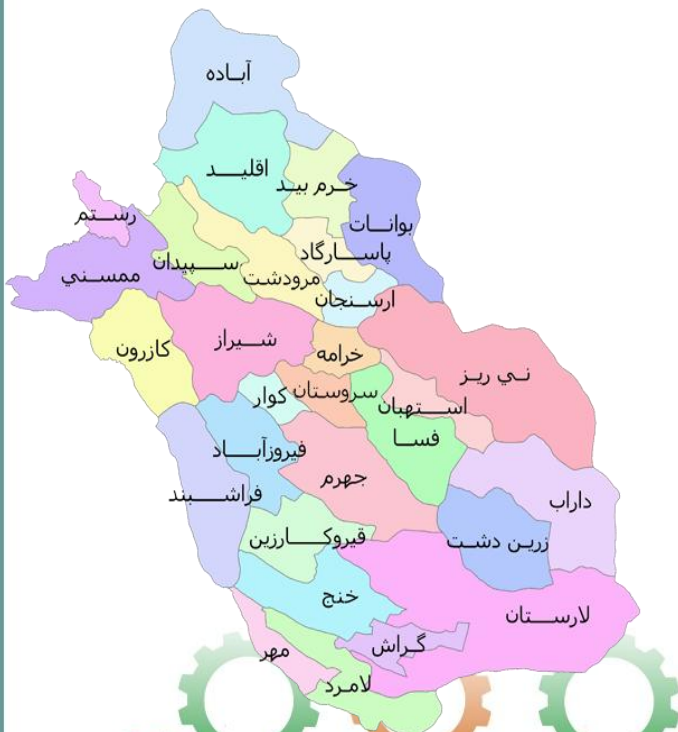 آباده
اقلید
خرم بید
بوانات
رستم
پاسارگاد
سپیدان
ممسني
مرودشت
ارسنجان
شیراز
خرامه
کازرون
ني ریز
سروستان
کوار
استهبان
فسا
فیروزآباد
جهرم
فراشبند
داراب
قیروکارزین
زرین دشت
خنج
لارستان
گراش
مهر
لامرد